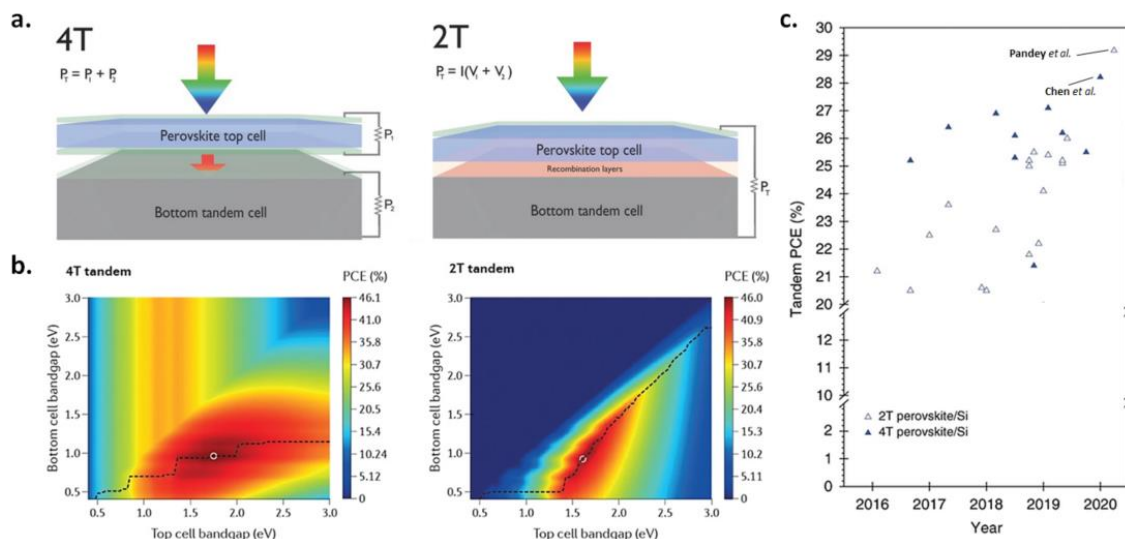 a.
4T
P_T = P_1 + P_2
Perovskite top cell
P_1
Bottom tandem cell
P_2
2T
P_T = I(V_1 + V_2)
Perovskite top cell
Recombination layers
Bottom tandem cell
P_T
b.
4T tandem
PCE (%)
3.0
2.5
2.0
1.5
1.0
0.5
Bottom cell bandgap (eV)
0.5 1.0 1.5 2.0 2.5 3.0
Top cell bandgap (eV)
46.1
41.0
35.8
30.7
25.6
20.5
15.4
10.24
5.12
0
2T tandem
PCE (%)
3.0
2.5
2.0
1.5
1.0
0.5
Bottom cell bandgap (eV)
0.5 1.0 1.5 2.0 2.5 3.0
Top cell bandgap (eV)
46.0
40.9
35.8
30.7
25.6
20.4
15.3
10.2
5.11
0
c.
Tandem PCE (%)
30
29
28
27
26
25
24
23
22
21
20
12
11
10
2
1
0
Pandey et al.
Chen et al.
2T perovskite/Si
4T perovskite/Si
2016 2017 2018 2019 2020
Year